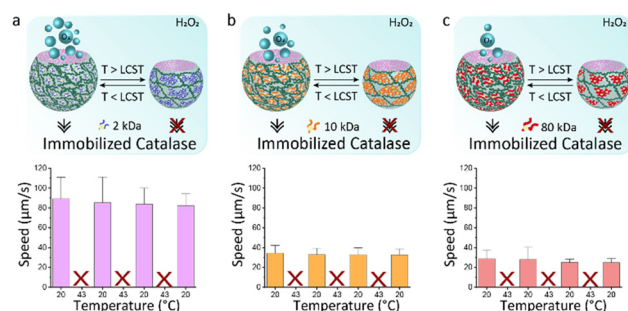 a
H₂O₂
O₂
T > LCST
T < LCST
2 kDa
Immobilized Catalase
Speed (µm/s)
120
100
80
60
40
20
0
20 43 20 43 20 43 20
Temperature (°C)
b
H₂O₂
O₂
T > LCST
T < LCST
10 kDa
Immobilized Catalase
Speed (µm/s)
120
100
80
60
40
20
0
20 43 20 43 20 43 20
Temperature (°C)
c
H₂O₂
O₂
T > LCST
T < LCST
80 kDa
Immobilized Catalase
Speed (µm/s)
120
100
80
60
40
20
0
20 43 20 43 20 43 20
Temperature (°C)